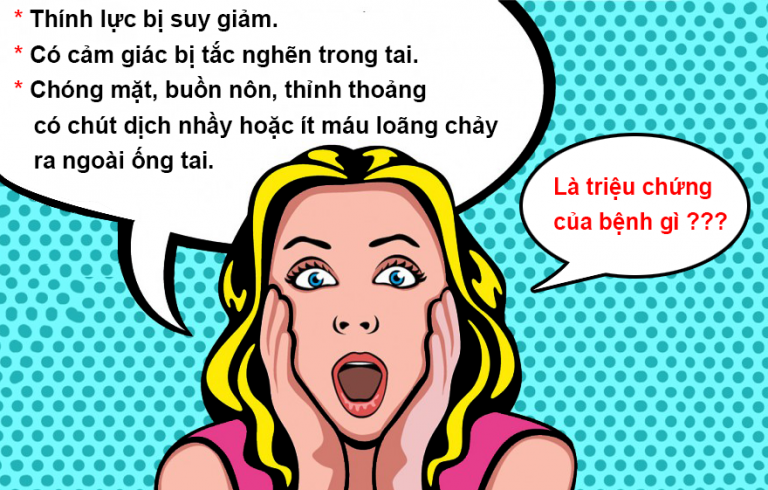 * Thính lực bị suy giảm.
* Có cảm giác bị tắc nghẽn trong tai.
* Chóng mặt, buồn nôn, thỉnh thoảng
có chút dịch nhầy hoặc ít máu loãng chảy
ra ngoài ống tai.
Là triệu chứng
của bệnh gì ???